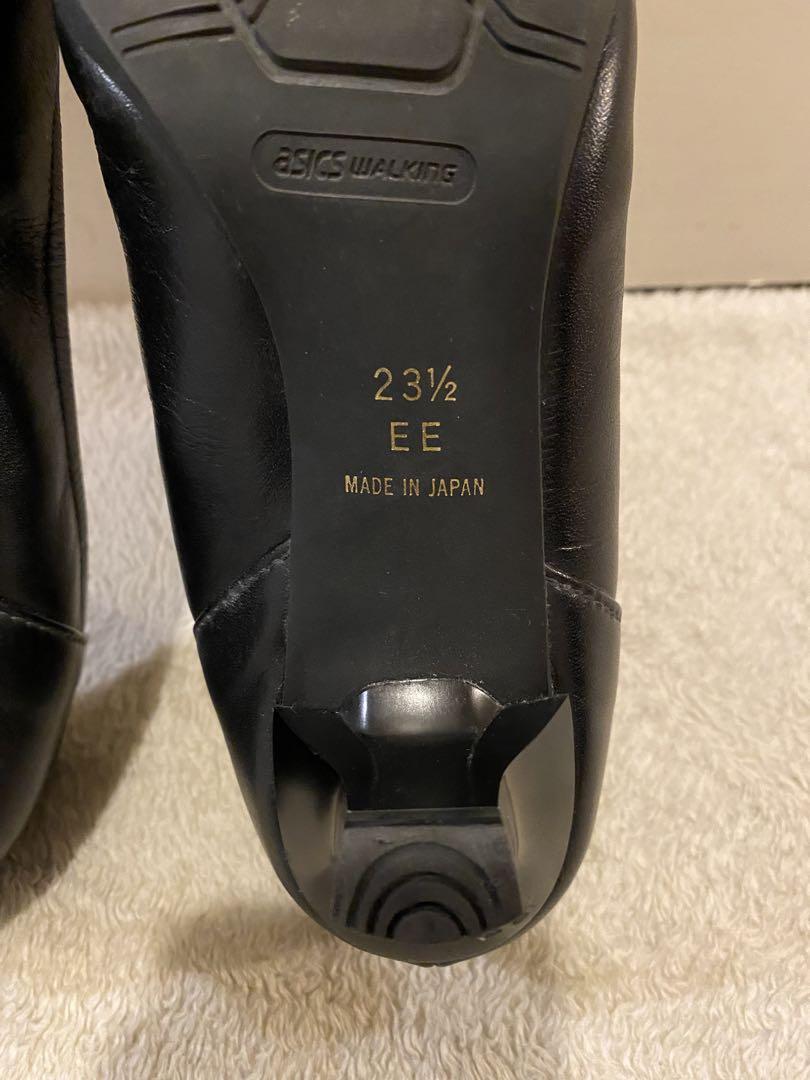 asics WALKING
23½
EE
MADE IN JAPAN